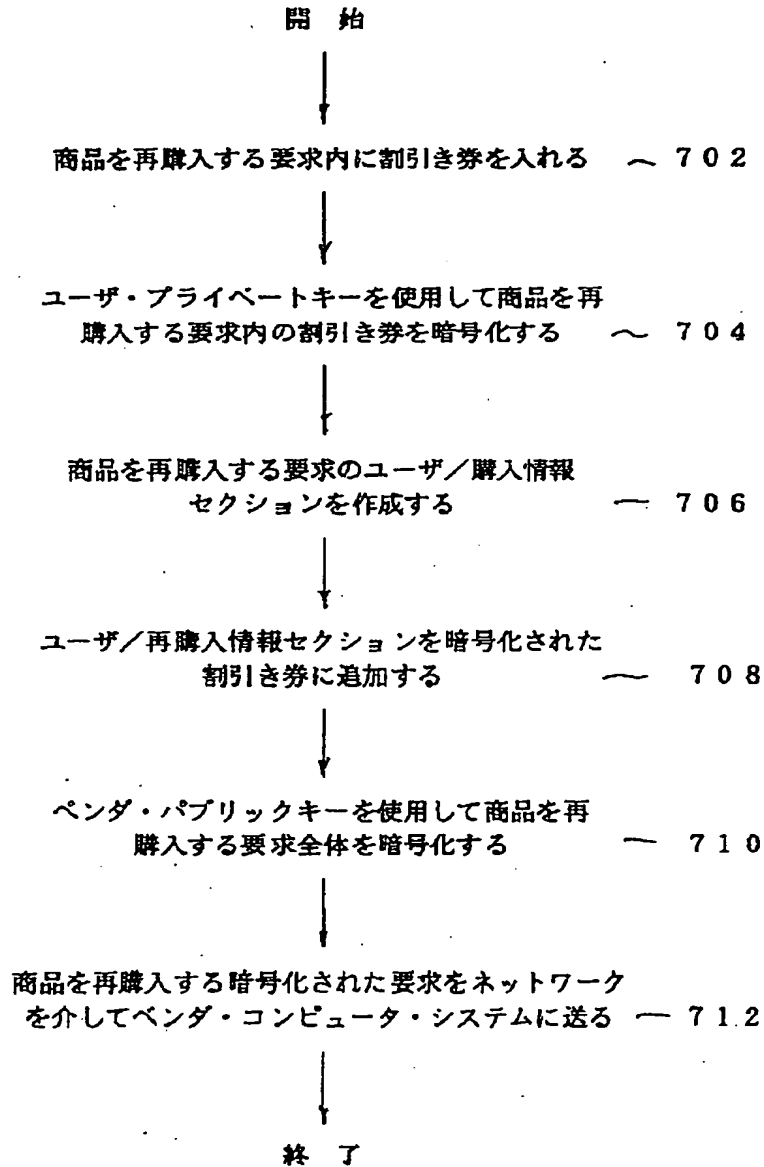 開 始
商品を再購入する要求内に割引き券を入れる 〜 702
ユーザ・プライベートキーを使用して商品を再
購入する要求内の割引き券を暗号化する 〜 704
商品を再購入する要求のユーザ／購入情報
セクションを作成する ― 706
ユーザ／再購入情報セクションを暗号化された
割引き券に追加する ― 708
ベンダ・パブリックキーを使用して商品を再
購入する要求全体を暗号化する ― 710
商品を再購入する暗号化された要求をネットワーク
を介してベンダ・コンピュータ・システムに送る ― 712
終 了